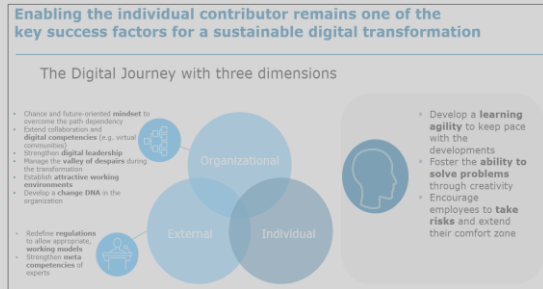 Enabling the individual contributor remains one of the
key success factors for a sustainable digital transformation
The Digital Journey with three dimensions
• Chance and future-oriented mindset to
overcome the path dependency
• Extend collaboration and
digital competencies (e.g. virtual
communities)
• Strengthen digital leadership
• Manage the valley of despairs during
the transformation
• Establish attractive working
environments
• Develop a change DNA in the
organization
• Redefine regulations
to allow appropriate,
working models
• Strengthen meta
competencies of
experts
Organizational
External
Individual
• Develop a learning
agility to keep pace
with the
developments
• Foster the ability to
solve problems
through creativity
• Encourage
employees to take
risks and extend
their comfort zone